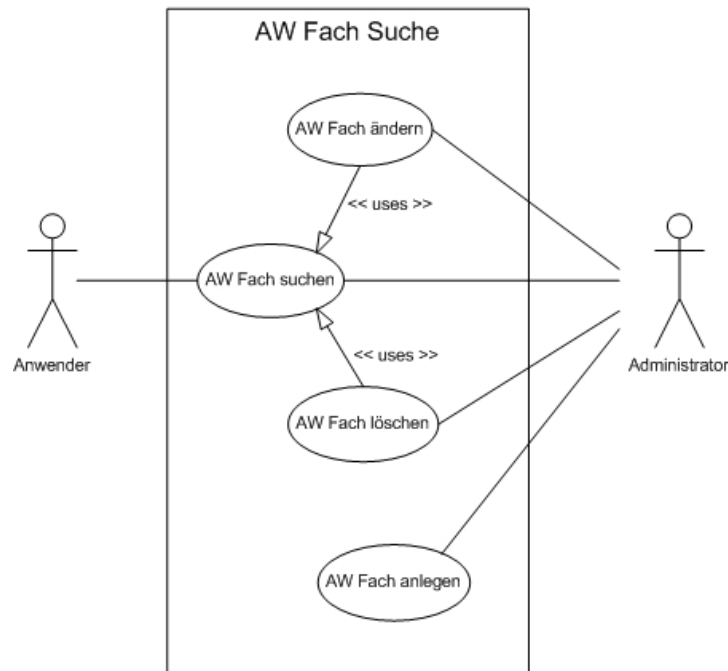 AW Fach Suche
AW Fach ändern
<< uses >>
AW Fach suchen
Anwender
Administrator
<< uses >>
AW Fach löschen
AW Fach anlegen